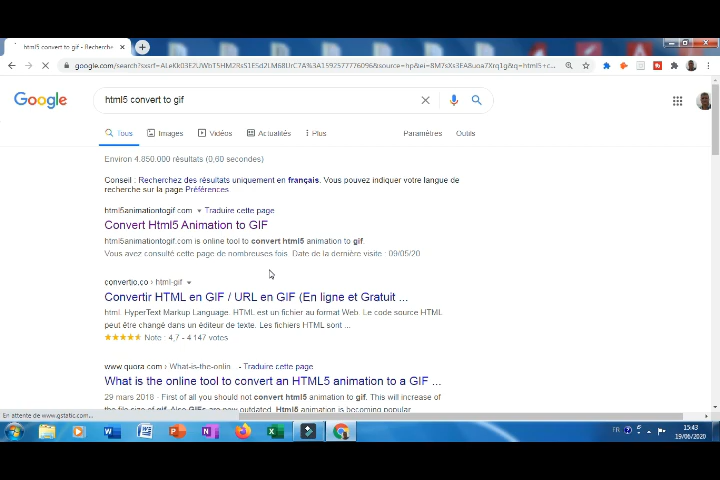 html5 convert to gif - Recherche
google.com/search?sxsrf=
Google
html5 convert to gif
Tous Images Vidéos Actualités Plus Paramètres Outils
Environ 4.850.000 résultats (0,60 secondes)
Conseil : Recherchez des résultats uniquement en français. Vous pouvez indiquer votre langue de
recherche sur la page Préférences
html5animationtogif.com Traduire cette page
Convert Html5 Animation to GIF
html5animationtogif.com is online tool to convert html5 animation to gif.
Vous avez consulté cette page de nombreuses fois. Date de la dernière visite : 09/05/20
convertio.co › html-gif
Convertir HTML en GIF / URL en GIF (En ligne et Gratuit ...
html. HyperText Markup Language. HTML est un fichier au format Web: Le code source HTML
peut être changé dans un éditeur de texte. Les fichiers HTML sont ...
Note : 4,7 - 4 147 votes
www.quora.com › What-is-the-onlin... - Traduire cette page
What is the online tool to convert an HTML5 animation to a GIF ...
29 mars 2018 - First of all you should not convert html5 animation to gif. This will increase of
the file size of gif. Also GIFs are now outdated. Html5 animation is becoming popular
En attente de www.gstatic.com...
FR
15:43
19/06/2020